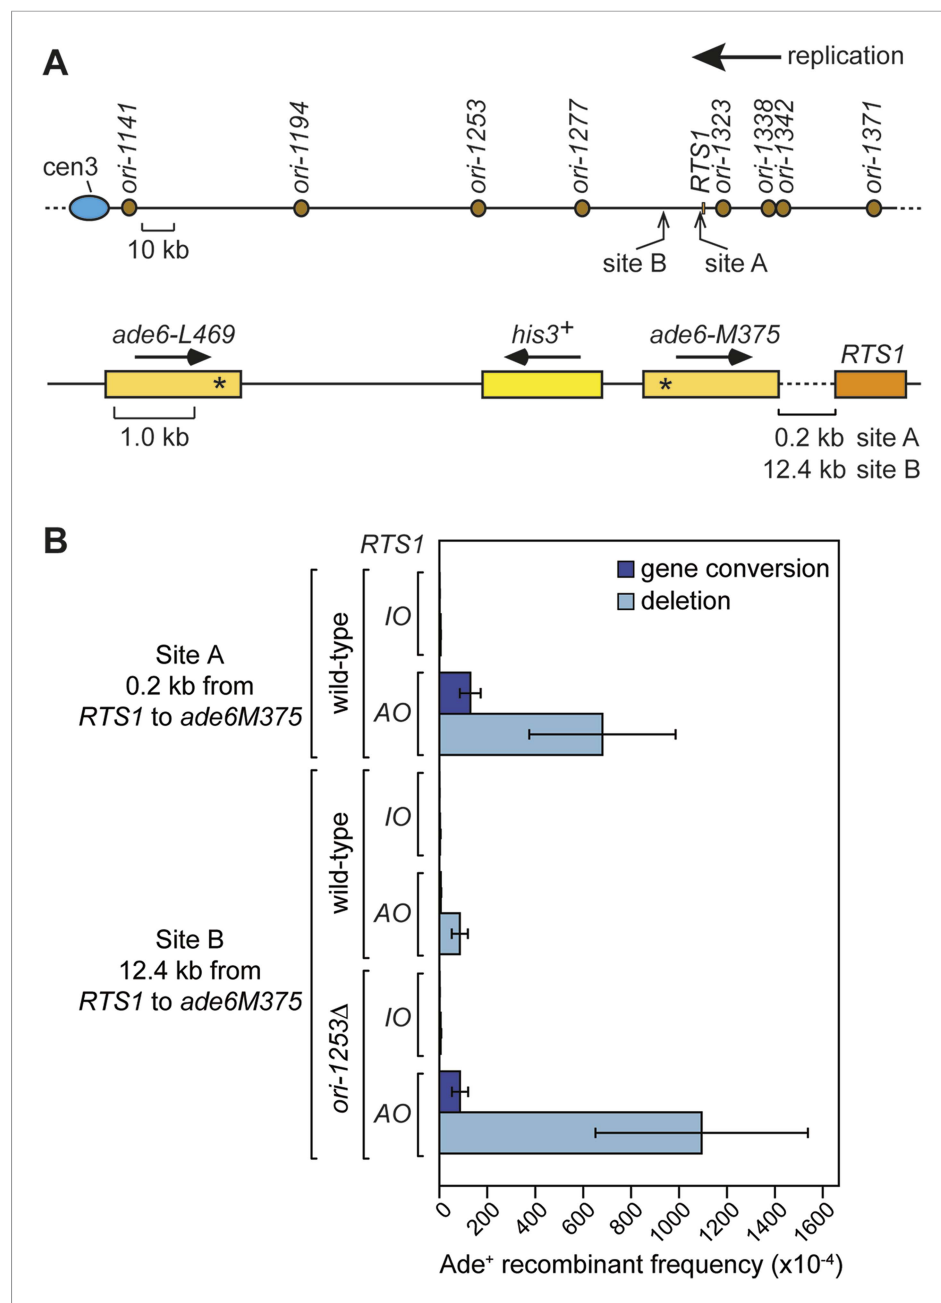 A
replication
cen3
ori-1141
ori-1194
ori-1253
ori-1277
RTS1
ori-1323
ori-1338
ori-1342
ori-1371
10 kb
site B
site A
ade6-L469
his3+
ade6-M375
RTS1
*
*
1.0 kb
0.2 kb site A
12.4 kb site B
B
RTS1
gene conversion
deletion
Site A
0.2 kb from
RTS1 to ade6M375
wild-type
IO
AO
Site B
12.4 kb from
RTS1 to ade6M375
wild-type
IO
AO
ori-1253Δ
IO
AO
0
200
400
600
800
1000
1200
1400
1600
Ade+ recombinant frequency (x10-4)